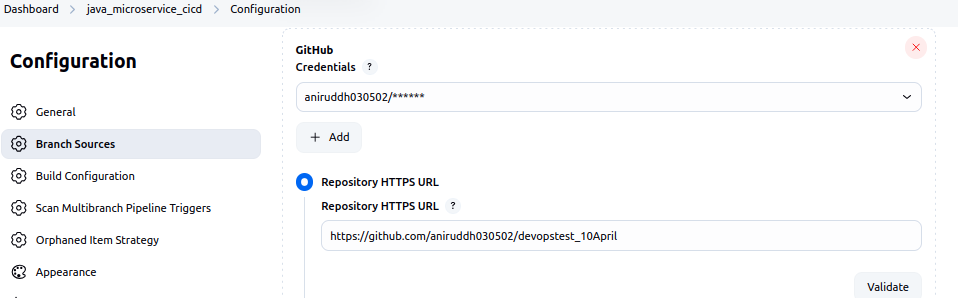 Dashboard > java_microservice_cicd > Configuration
Configuration
General
Branch Sources
Build Configuration
Scan Multibranch Pipeline Triggers
Orphaned Item Strategy
Appearance
GitHub
Credentials ?
aniruddh030502/******
+ Add
Repository HTTPS URL
Repository HTTPS URL ?
https://github.com/aniruddh030502/devopstest_10April
Validate